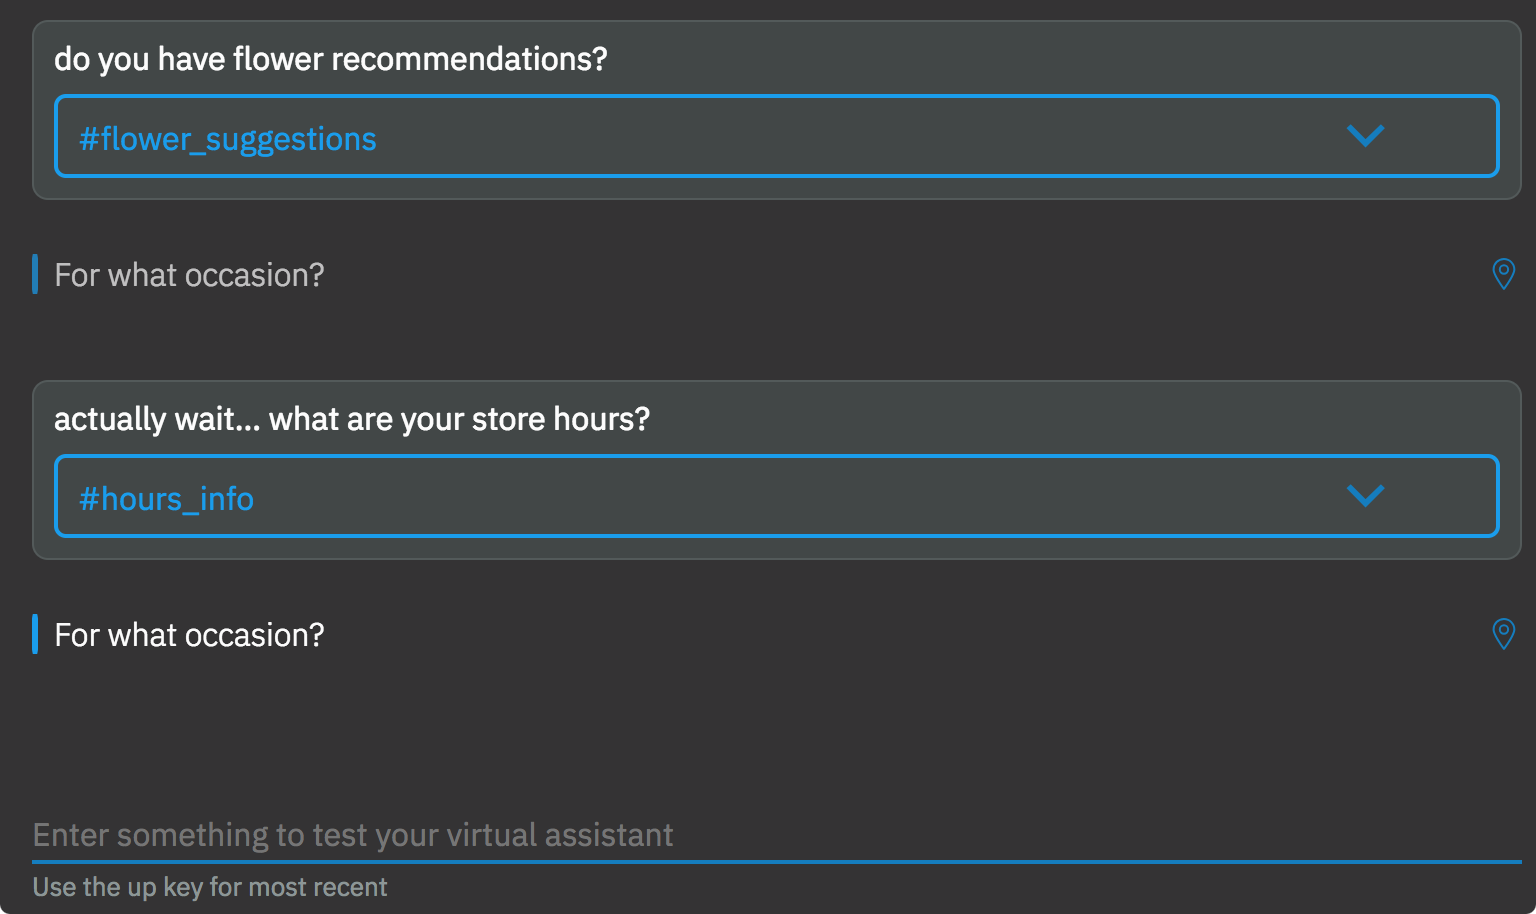 do you have flower recommendations?
#flower_suggestions
For what occasion?
actually wait... what are your store hours?
#hours_info
For what occasion?
Enter something to test your virtual assistant
Use the up key for most recent